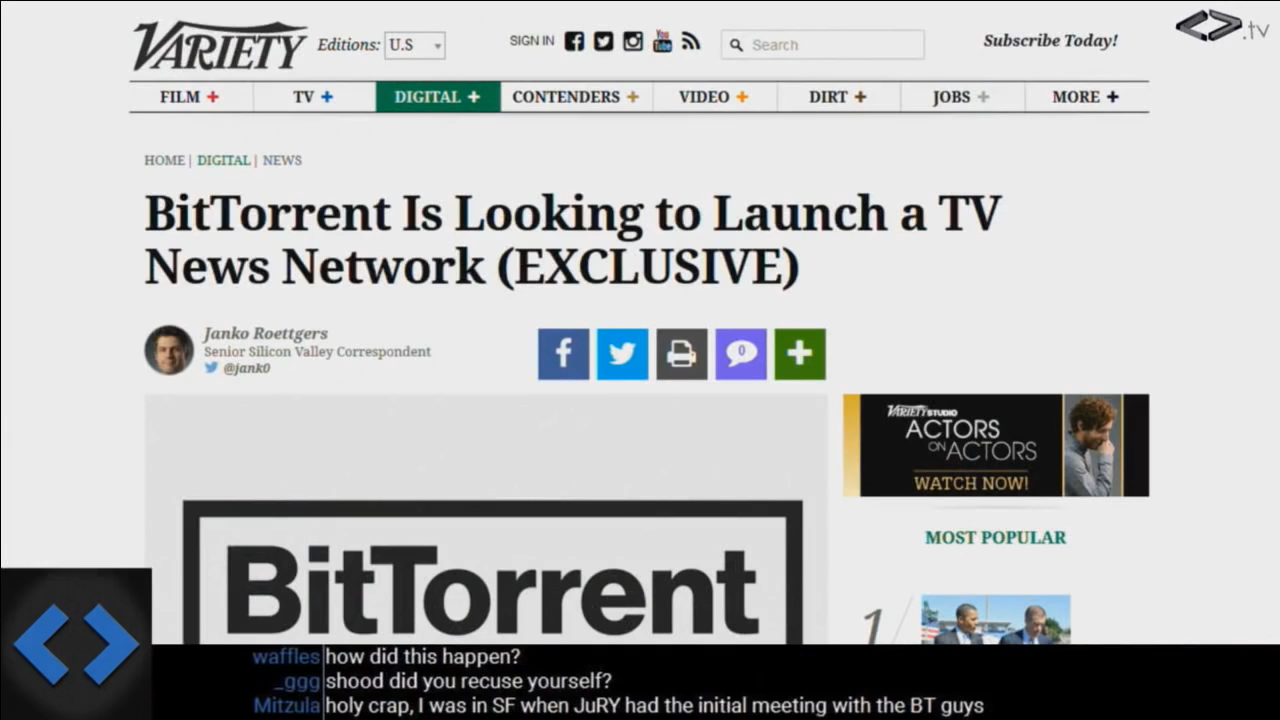 .tv
VARIETY Editions: U.S SIGN IN You Tube Search Subscribe Today!
FILM + TV + DIGITAL + CONTENDERS + VIDEO + DIRT + JOBS + MORE +
HOME | DIGITAL | NEWS
BitTorrent Is Looking to Launch a TV
News Network (EXCLUSIVE)
Janko Roettgers
Senior Silicon Valley Correspondent
@jank0
0
VARIETY STUDIO
ACTORS
ON ACTORS
WATCH NOW!
MOST POPULAR
BitTorrent
1
waffles how did this happen?
_ggg shood did you recuse yourself?
Mitzula holy crap, I was in SF when JuRY had the initial meeting with the BT guys